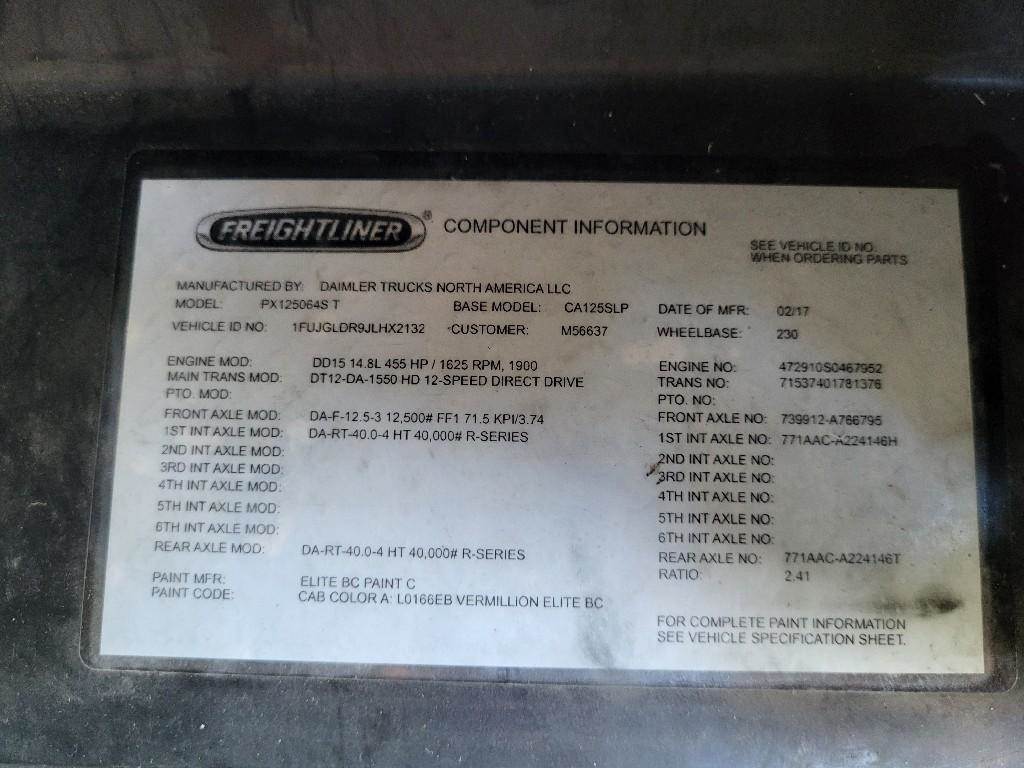 FREIGHTLINER® COMPONENT INFORMATION
SEE VEHICLE ID NO.
WHEN ORDERING PARTS
MANUFACTURED BY: DAIMLER TRUCKS NORTH AMERICA LLC
MODEL: PX125064S T BASE MODEL: CA125SLP DATE OF MFR: 02/17
VEHICLE ID NO: 1FUJGLDR9JLHX2132 CUSTOMER: M56637 WHEELBASE: 230
ENGINE MOD: DD15 14.8L 455 HP / 1625 RPM, 1900 ENGINE NO: 472910S0467952
MAIN TRANS MOD: DT12-DA-1550 HD 12-SPEED DIRECT DRIVE TRANS NO: 71537401781376
PTO. MOD: PTO. NO:
FRONT AXLE MOD: DA-F-12.5-3 12,500# FF1 71.5 KPI/3.74 FRONT AXLE NO: 739912-A766795
1ST INT AXLE MOD: DA-RT-40.0-4 HT 40,000# R-SERIES 1ST INT AXLE NO: 771AAC-A224146H
2ND INT AXLE MOD: 2ND INT AXLE NO:
3RD INT AXLE MOD: 3RD INT AXLE NO:
4TH INT AXLE MOD: 4TH INT AXLE NO:
5TH INT AXLE MOD: 5TH INT AXLE NO:
6TH INT AXLE MOD: 6TH INT AXLE NO:
REAR AXLE MOD: DA-RT-40.0-4 HT 40,000# R-SERIES REAR AXLE NO: 771AAC-A224146T
RATIO: 2.41
PAINT MFR: ELITE BC PAINT C
PAINT CODE: CAB COLOR A: L0166EB VERMILLION ELITE BC
FOR COMPLETE PAINT INFORMATION
SEE VEHICLE SPECIFICATION SHEET.